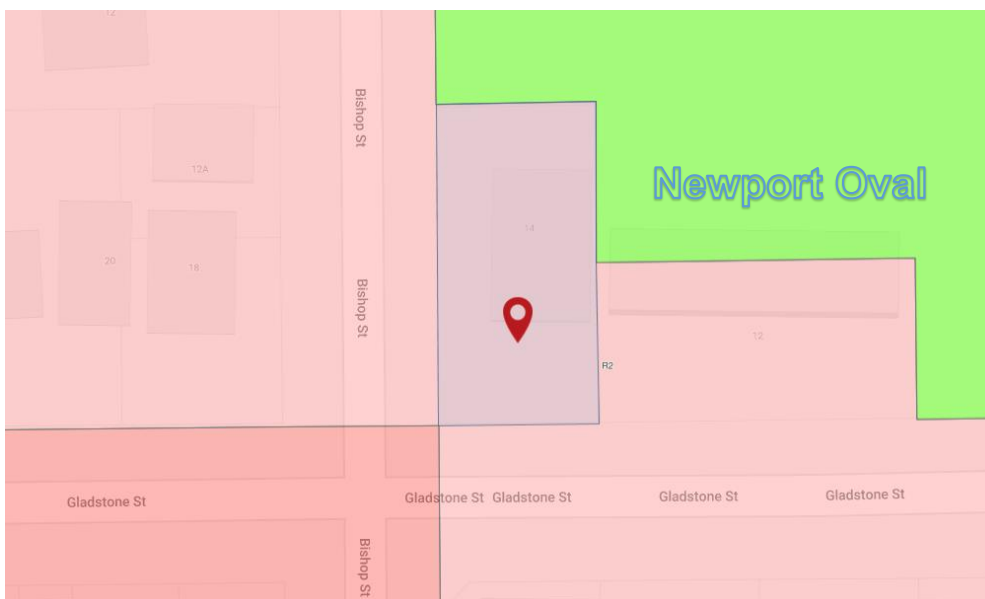 12
Bishop St
Newport Oval
12A
14
20
18
Bishop St
12
R2
Gladstone St
Gladstone St
Gladstone St
Gladstone St
Gladstone St
Bishop St